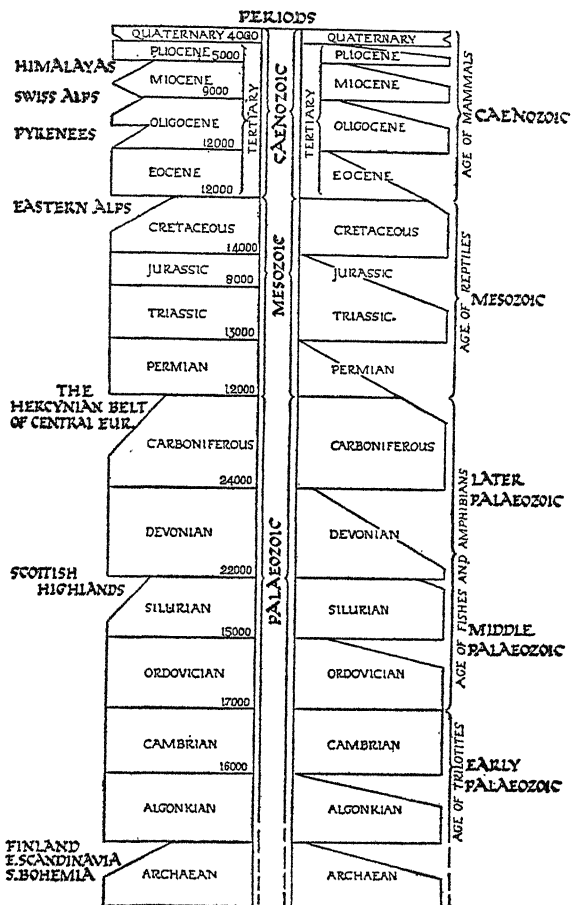 PERIODS
QUATERNARY 4000
PLIOCENE
5000
MIOCENE
9000
OLIGOCENE
12000
EOCENE
12000
CRETACEOUS
14000
JURASSIC
8000
TRIASSIC
13000
PERMIAN
12000
CARBONIFEROUS
24000
DEVONIAN
22000
SILURIAN
15000
ORDOVICIAN
17000
CAMBRIAN
16000
ALGONKIAN
ARCHAEAN
HIMALAYAS
SWISS ALPS
PYRENEES
EASTERN ALPS
THE
HERCYNIAN BELT
OF CENTRAL EUR.
SCOTTISH
HIGHLANDS
FINLAND
E.SCANDINAVIA
S.BOHEMIA
TERTIARY
CAENOZOIC
MESOZOIC
PALAEOZOIC
TERTIARY
QUATERNARY
PLIOCENE
MIOCENE
OLIGOCENE
EOCENE
CRETACEOUS
JURASSIC
TRIASSIC.
PERMIAN
CARBONIFEROUS
DEVONIAN
SILURIAN
ORDOVICIAN
CAMBRIAN
ALGONKIAN
ARCHAEAN
AGE OF MAMMALS
AGE OF REPTILES
AGE OF FISHES AND AMPHIBIANS
AGE OF TRILOTITES
CAENOZOIC
MESOZOIC
LATER
PALAEOZOIC
MIDDLE
PALAEOZOIC
EARLY
PALAEOZOIC